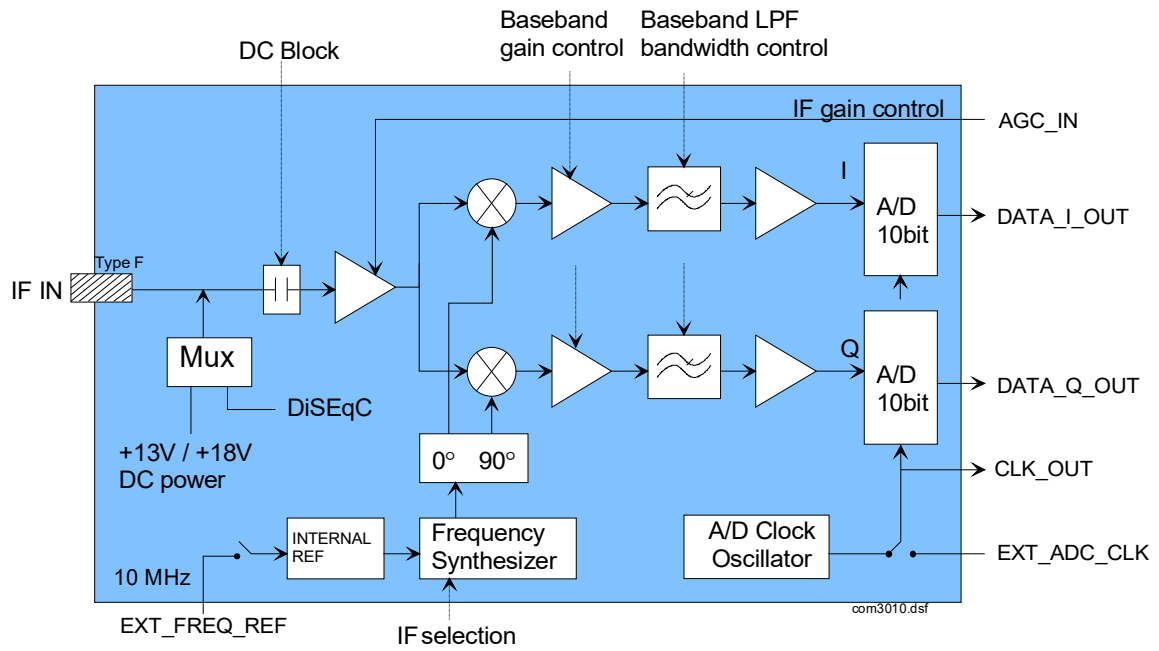 Baseband
gain control
Baseband LPF
bandwidth control
DC Block
IF gain control
AGC_IN
I
A/D
10bit
DATA_I_OUT
Type F
IF IN
Mux
DiSEqC
+13V / +18V
DC power
Q
A/D
10bit
DATA_Q_OUT
0° 90°
CLK_OUT
INTERNAL
REF
Frequency
Synthesizer
A/D Clock
Oscillator
EXT_ADC_CLK
10 MHz
com3010.dsf
EXT_FREQ_REF
IF selection